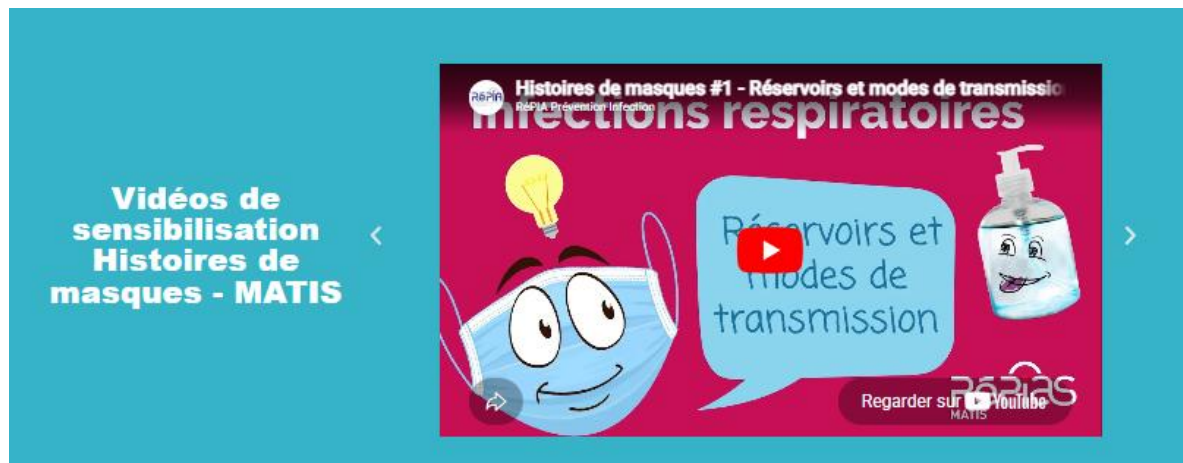 Vidéos de
sensibilisation
Histoires de
masques - MATIS
RéPIA
Histoires de masques #1 - Réservoirs et modes de transmissio
RéPIA Prévention Infection
Infections respiratoires
Réservoirs et
modes de
transmission
Regarder sur YouTube
RéPIAS
MATIS